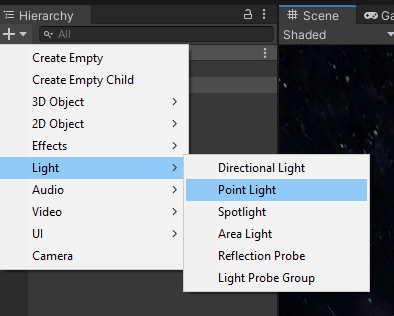 Hierarchy
Scene
All
Shaded
Create Empty
Create Empty Child
3D Object
2D Object
Effects
Light
Audio
Video
UI
Camera
Directional Light
Point Light
Spotlight
Area Light
Reflection Probe
Light Probe Group